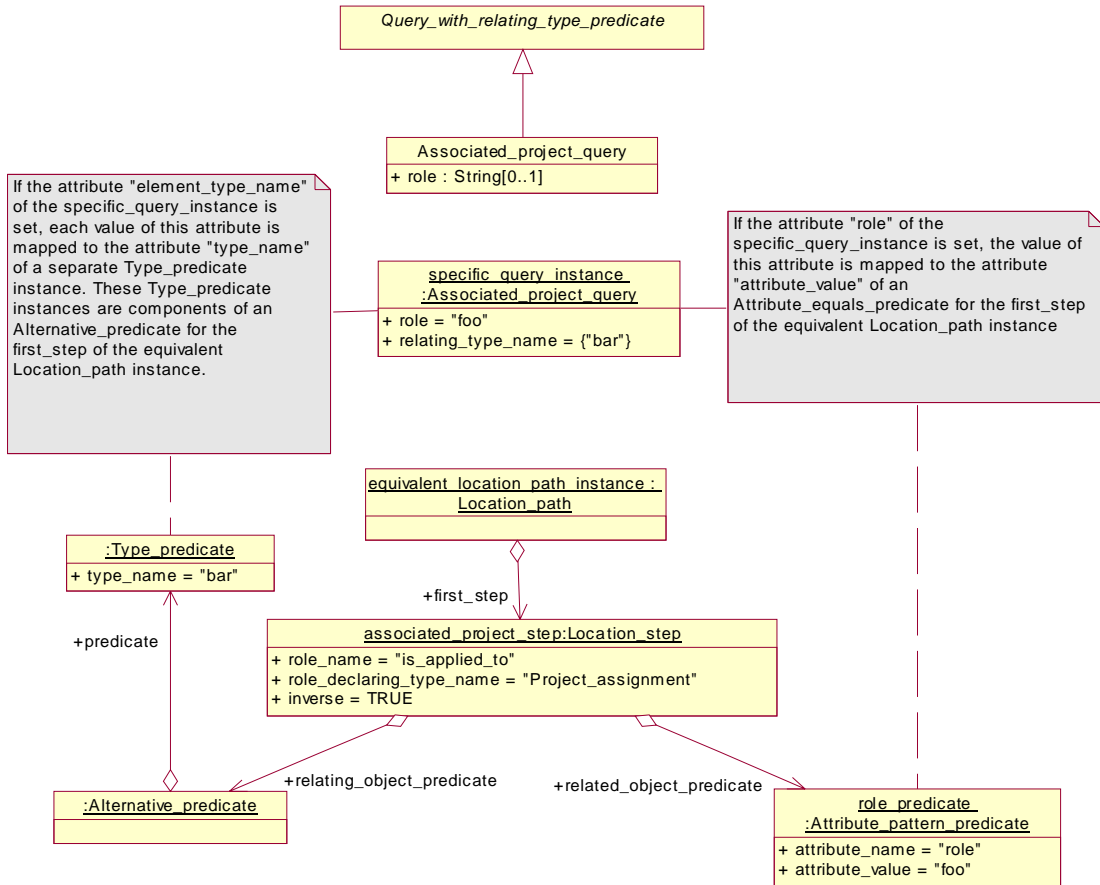 Query_with_relating_type_predicate
Associated_project_query
+ role : String[0..1]
If the attribute "element_type_name"
of the specific_query_instance is
set, each value of this attribute is
mapped to the attribute "type_name"
of a separate Type_predicate
instance. These Type_predicate
instances are components of an
Alternative_predicate for the
first_step of the equivalent
Location_path instance.
specific_query_instance
:Associated_project_query
+ role = "foo"
+ relating_type_name = {"bar"}
If the attribute "role" of the
specific_query_instance is set, the value of
this attribute is mapped to the attribute
"attribute_value" of an
Attribute_equals_predicate for the first_step
of the equivalent Location_path instance
equivalent_location_path_instance :
Location_path
:Type_predicate
+ type_name = "bar"
+first_step
+predicate
associated_project_step:Location_step
+ role_name = "is_applied_to"
+ role_declaring_type_name = "Project_assignment"
+ inverse = TRUE
+relating_object_predicate
+related_object_predicate
:Alternative_predicate
role_predicate
:Attribute_pattern_predicate
+ attribute_name = "role"
+ attribute_value = "foo"